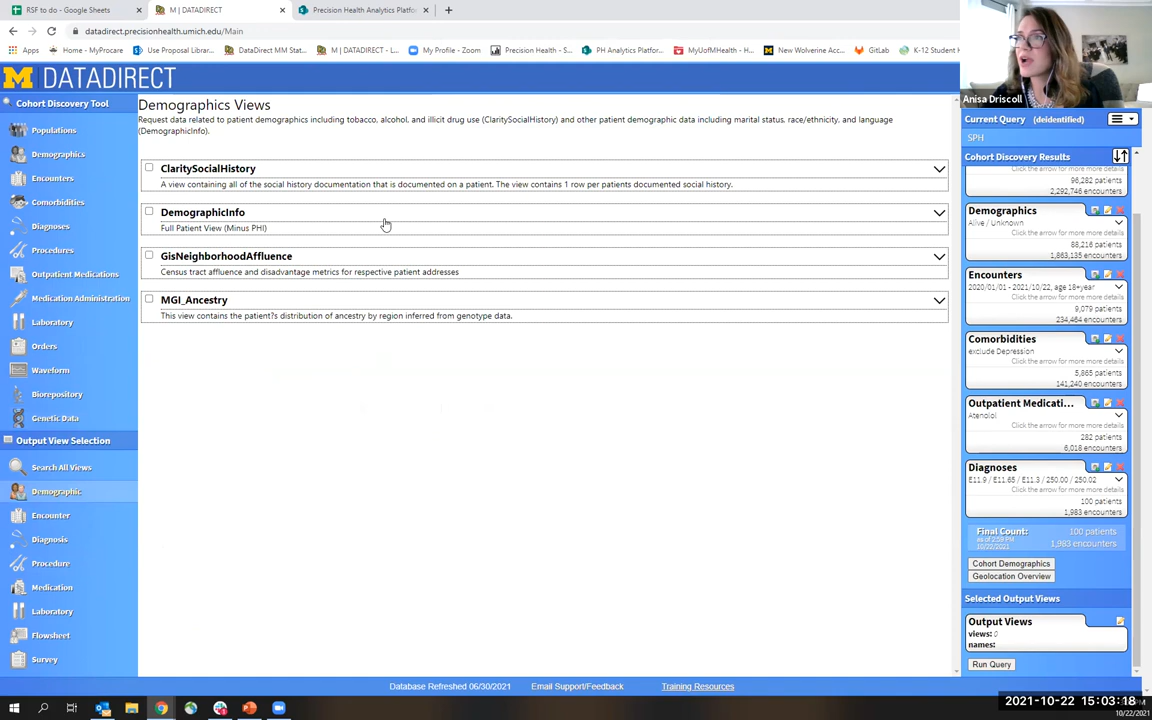 RSF to do - Google Sheets
M | DATADIRECT
Precision Health Analytics Platfo
datadirect.precisionhealth.umich.edu/Main
Apps
Home - MyProcare
Use Proposal Librar...
DataDirect MM Stat...
M | DATADIRECT - L...
My Profile - Zoom
Precision Health - S...
PH Analytics Platfor...
MyUofMHealth - H...
New Wolverine Acc...
GitLab
K-12 Student H
M DATADIRECT
Anisa Driscoll
Cohort Discovery Tool
Populations
Demographics
Encounters
Comorbidities
Diagnoses
Procedures
Outpatient Medications
Medication Administration
Laboratory
Orders
Waveform
Biorepository
Genetic Data
Output View Selection
Search All Views
Demographic
Encounter
Diagnosis
Procedure
Medication
Laboratory
Flowsheet
Survey
Demographics Views
Request data related to patient demographics including tobacco, alcohol, and illicit drug use (ClaritySocialHistory) and other patient demographic data including marital status, race/ethnicity, and language
(DemographicInfo).
ClaritySocialHistory
A view containing all of the social history documentation that is documented on a patient. The view contains 1 row per patients documented social history.
DemographicInfo
Full Patient View (Minus PHI)
GisNeighborhoodAffluence
Census tract affluence and disadvantage metrics for respective patient addresses
MGI_Ancestry
This view contains the patient?s distribution of ancestry by region inferred from genotype data.
Current Query (deidentified)
SPH
Cohort Discovery Results
96,282 patients
2,292,746 encounters
Demographics
Alive / Unknown
Click the arrow for more more details
88,216 patients
1,863,135 encounters
Encounters
2020/01/01 - 2021/10/22, age 18+year
Click the arrow for more more details
9,079 patients
234,464 encounters
Comorbidities
exclude Depression
Click the arrow for more more details
5,865 patients
141,240 encounters
Outpatient Medicati...
Atenolol
Click the arrow for more more details
282 patients
6,018 encounters
Diagnoses
E11.9 / E11.65 / E11.3 / 250.00 / 250.02
Click the arrow for more more details
100 patients
1,983 encounters
Final Count: 100 patients
as of 2:59 PM
10/22/2021
1,983 encounters
Cohort Demographics
Geolocation Overview
Selected Output Views
Output Views
views: 0
names:
Run Query
Database Refreshed 06/30/2021
Email Support/Feedback
Training Resources
2021-10-22 15:03:18
10/22/2021